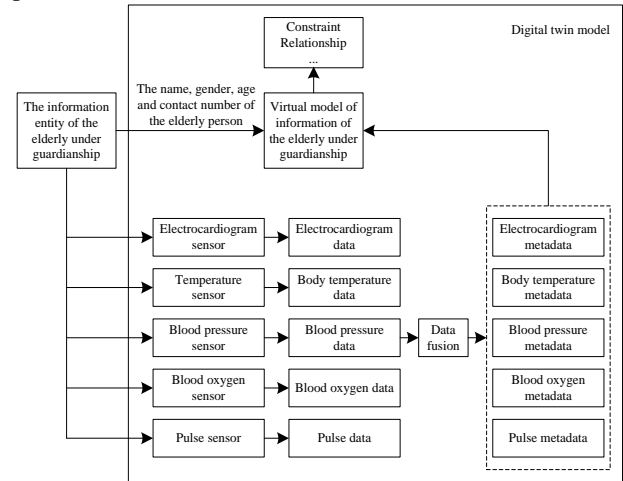 Digital twin model
Constraint
Relationship
...
The name, gender, age
and contact number of
the elderly person
The information
entity of the
elderly under
guardianship
Virtual model of
information of
the elderly under
guardianship
Electrocardiogram
sensor
Electrocardiogram
data
Electrocardiogram
metadata
Temperature
sensor
Body temperature
data
Body temperature
metadata
Blood pressure
sensor
Blood pressure
data
Data
fusion
Blood pressure
metadata
Blood oxygen
sensor
Blood oxygen data
Blood oxygen
metadata
Pulse sensor
Pulse data
Pulse metadata